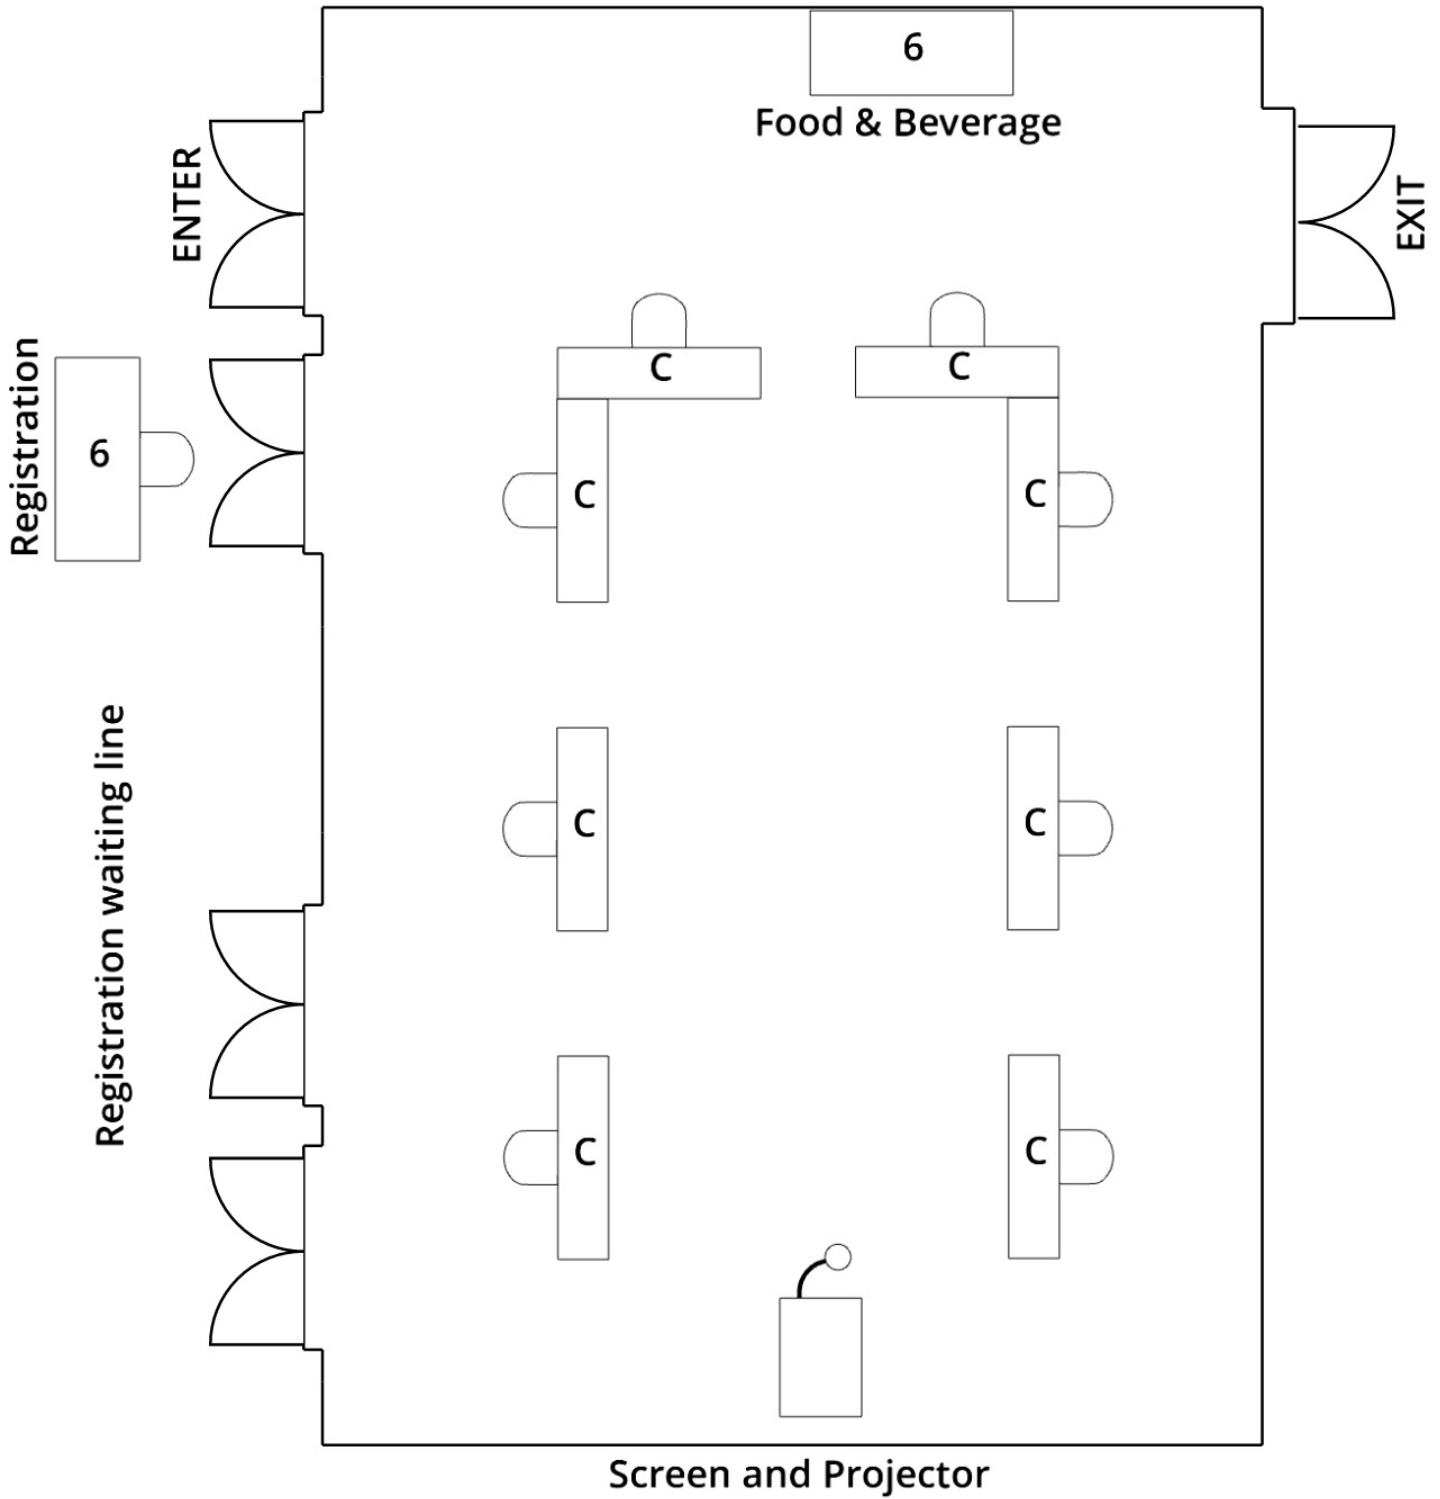 6
Food & Beverage
ENTER
EXIT
Registration
6
C
C
C
C
Registration waiting line
C
C
C
C
Screen and Projector